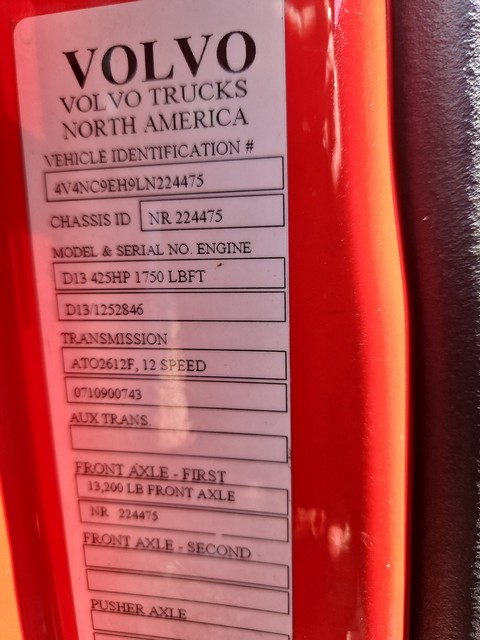 VOLVO
VOLVO TRUCKS
NORTH AMERICA
VEHICLE IDENTIFICATION #
4V4NC9EH9LN224475
CHASSIS ID NR 224475
MODEL & SERIAL NO. ENGINE
D13 425HP 1750 LBFT
D13/1252846
TRANSMISSION
ATO2612F, 12 SPEED
0710900743
AUX TRANS.
FRONT AXLE - FIRST
13,200 LB FRONT AXLE
NR 224475
FRONT AXLE - SECOND
PUSHER AXLE